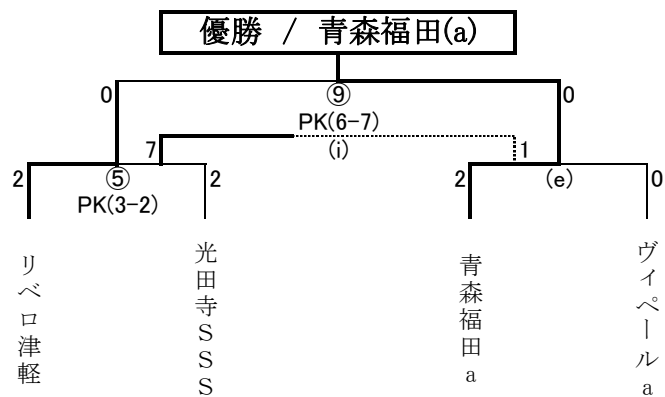 優勝 / 青森福田(a)
0 ⑨ 0
PK(6-7)
7 (i) 1
2 ⑤ 2 2 (e) 0
PK(3-2)
リベロ津軽
光田寺SSS
青森福田a
ヴィペールa